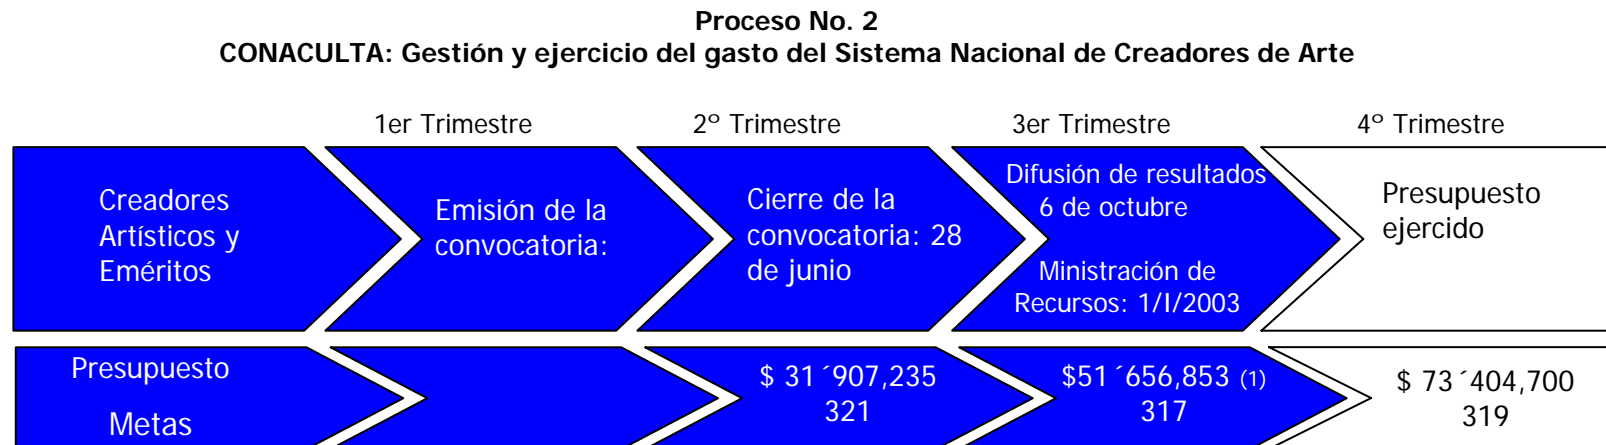 Proceso No. 2
CONACULTA: Gestión y ejercicio del gasto del Sistema Nacional de Creadores de Arte
1er Trimestre
2º Trimestre
3er Trimestre
4º Trimestre
Creadores
Artísticos y
Eméritos
Emisión de la
convocatoria:
Cierre de la
convocatoria: 28
de junio
Difusión de resultados
6 de octubre
Ministración de
Recursos: 1/I/2003
Presupuesto
ejercido
Presupuesto
Metas
$ 31´907,235
321
$51´656,853 (1)
317
$ 73´404,700
319